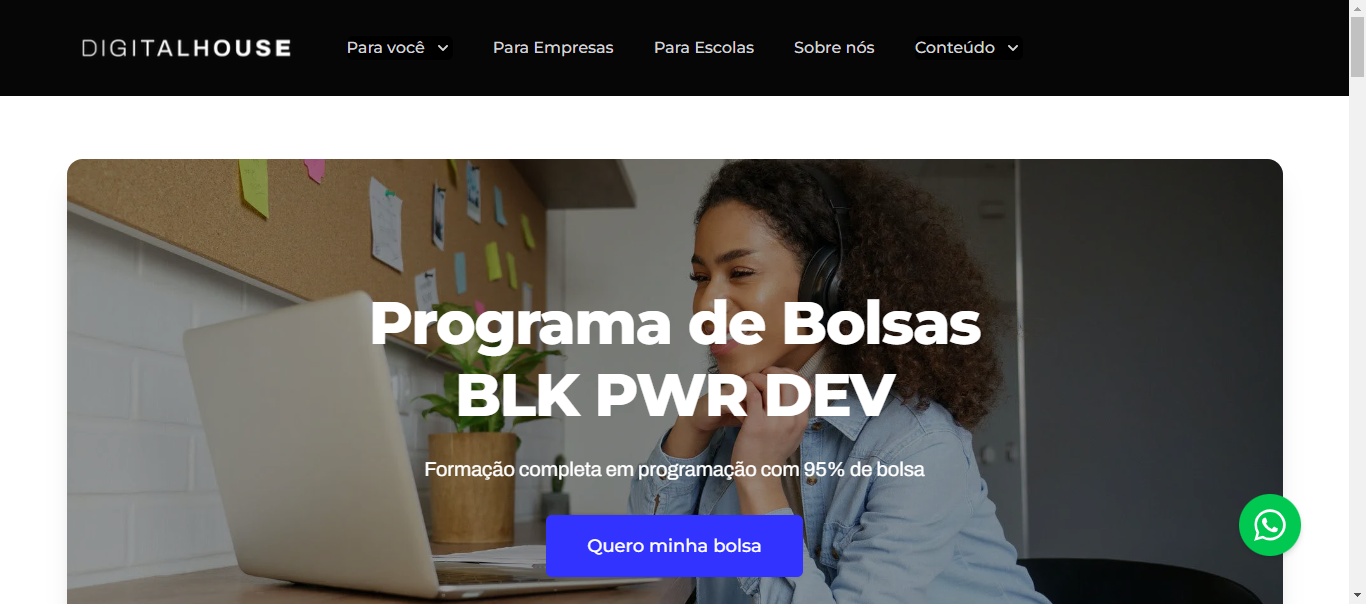 DIGITALHOUSE
Para você
Para Empresas
Para Escolas
Sobre nós
Conteúdo
Programa de Bolsas
BLK PWR DEV
Formação completa em programação com 95% de bolsa
Quero minha bolsa